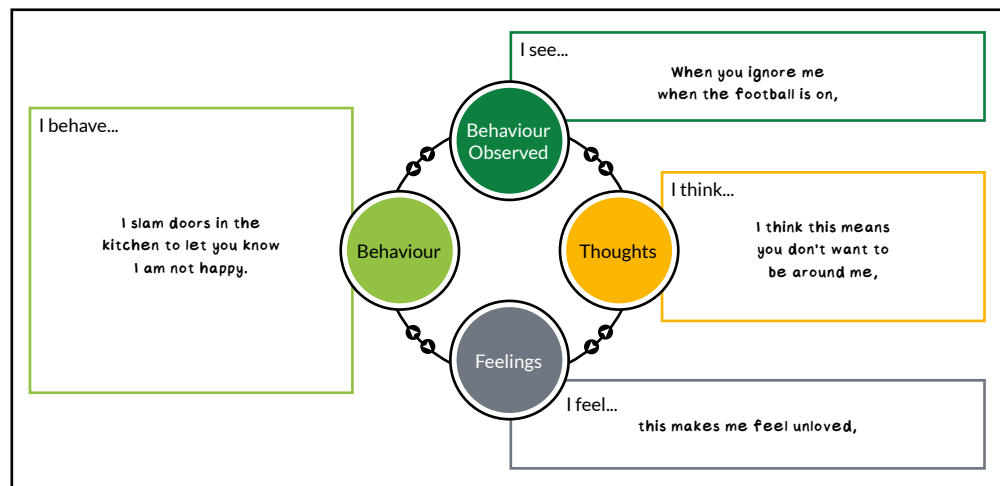 I see...
When you ignore me
when the football is on,
Behaviour
Observed
I think...
I think this means
you don't want to
be around me,
Thoughts
I feel...
this makes me feel unloved,
Feelings
I behave...
I slam doors in the
kitchen to let you know
I am not happy.
Behaviour